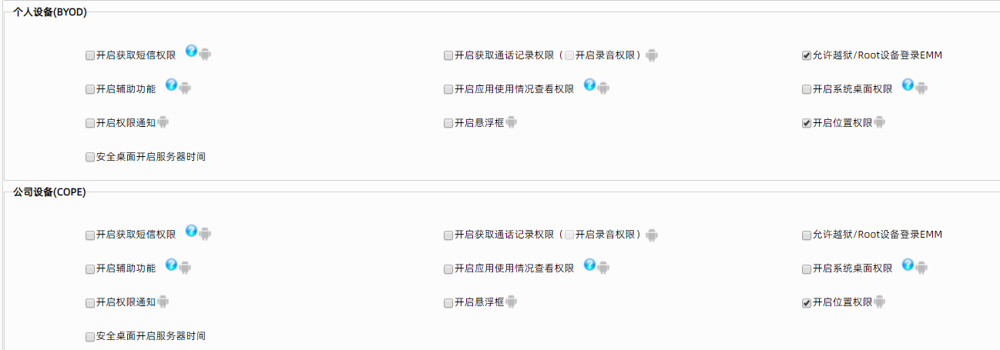 个人设备(BYOD)
开启获取短信权限 开启获取通话记录权限（开启录音权限） 允许越狱/Root设备登录EMM
开启辅助功能 开启应用使用情况查看权限 开启系统桌面权限
开启权限通知 开启悬浮框 开启位置权限
安全桌面开启服务器时间
公司设备(COPE)
开启获取短信权限 开启获取通话记录权限（开启录音权限） 允许越狱/Root设备登录EMM
开启辅助功能 开启应用使用情况查看权限 开启系统桌面权限
开启权限通知 开启悬浮框 开启位置权限
安全桌面开启服务器时间